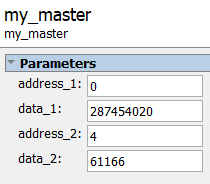 my_master
my_master
Parameters
address_1: 0
data_1: 287454020
address_2: 4
data_2: 61166